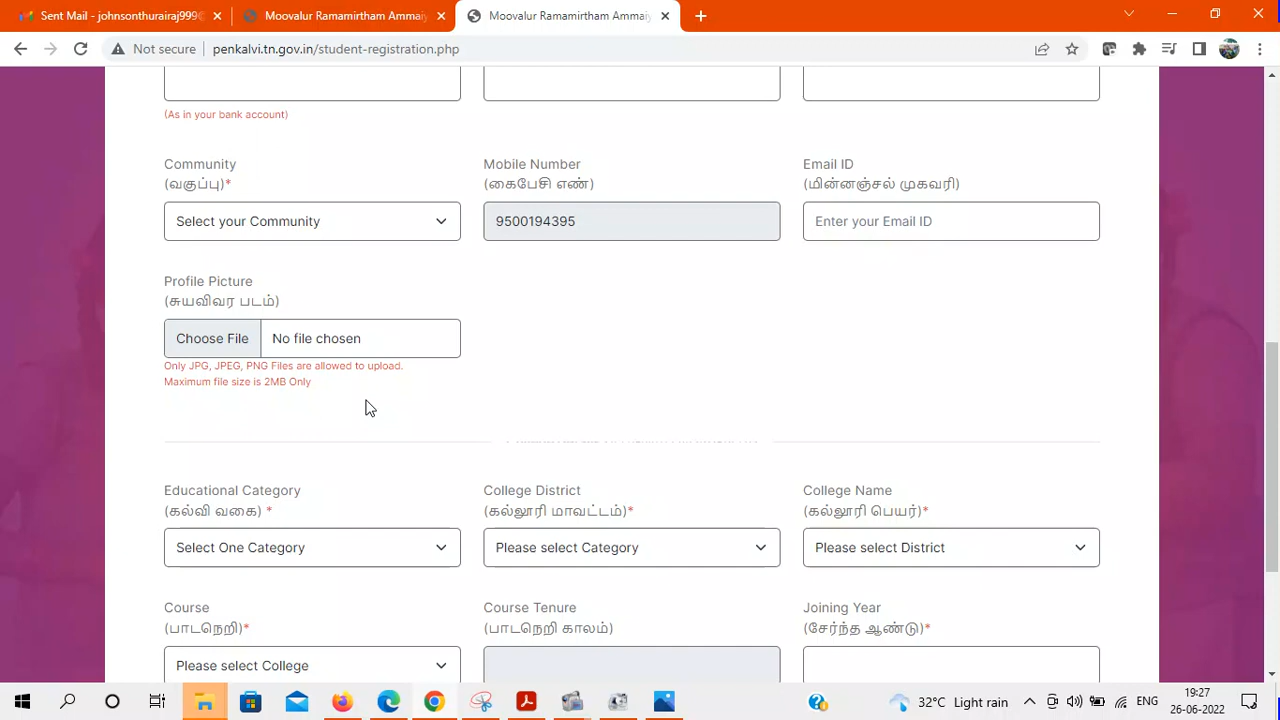 Sent Mail - johnsonthurairaj999
Moovalur Ramamirtham Ammaiy
Moovalur Ramamirtham Ammaiy
Not secure
penkalvi.tn.gov.in/student-registration.php
(As in your bank account)
Community
(வகுப்பு)*
Select your Community
Mobile Number
(கைபேசி எண்)
9500194395
Email ID
(மின்னஞ்சல் முகவரி)
Enter your Email ID
Profile Picture
(சுயவிவர படம்)
Choose File No file chosen
Only JPG, JPEG, PNG Files are allowed to upload.
Maximum file size is 2MB Only
Educational Category
(கல்வி வகை) *
Select One Category
College District
(கல்லூரி மாவட்டம்)*
Please select Category
College Name
(கல்லூரி பெயர்)*
Please select District
Course
(பாடநெறி)*
Please select College
Course Tenure
(பாடநெறி காலம்)
Joining Year
(சேர்ந்த ஆண்டு)*
32°C Light rain
ENG
19:27
26-06-2022